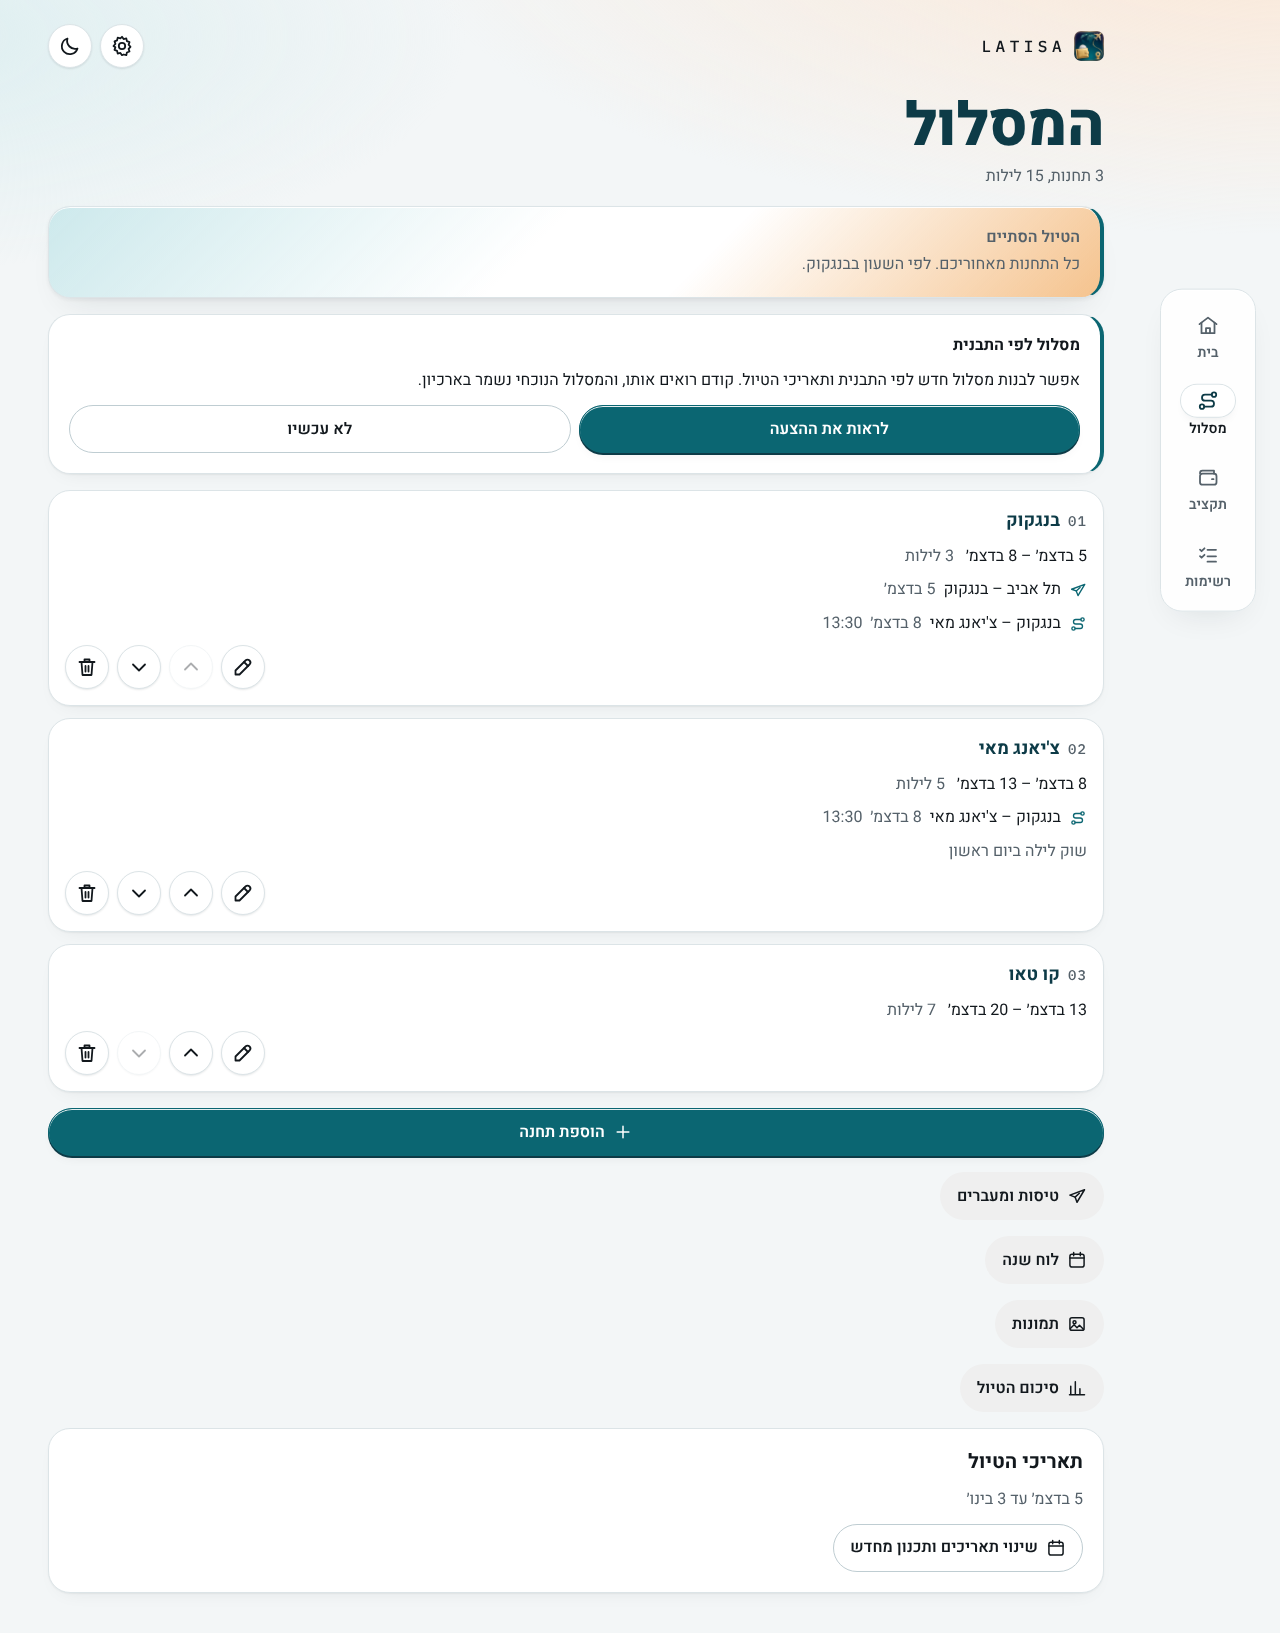 LATISA
המסלול
3 תחנות, 15 לילות
הטיול הסתיים
כל התחנות מאחוריכם. לפי השעון בבנגקוק.
בית
מסלול
תקציב
רשימות
מסלול לפי התבנית
אפשר לבנות מסלול חדש לפי התבנית ותאריכי הטיול. קודם רואים אותו, והמסלול הנוכחי נשמר בארכיון.
לראות את ההצעה
לא עכשיו
01 בנגקוק
5 בדצמ׳ – 8 בדצמ׳ 3 לילות
תל אביב – בנגקוק 5 בדצמ׳
בנגקוק – צ'יאנג מאי 8 בדצמ׳ 13:30
02 צ'יאנג מאי
8 בדצמ׳ – 13 בדצמ׳ 5 לילות
בנגקוק – צ'יאנג מאי 8 בדצמ׳ 13:30
שוק לילה ביום ראשון
03 קו טאו
13 בדצמ׳ – 20 בדצמ׳ 7 לילות
הוספת תחנה
טיסות ומעברים
לוח שנה
תמונות
סיכום הטיול
תאריכי הטיול
5 בדצמ׳ עד 3 בינו׳
שינוי תאריכים ותכנון מחדש